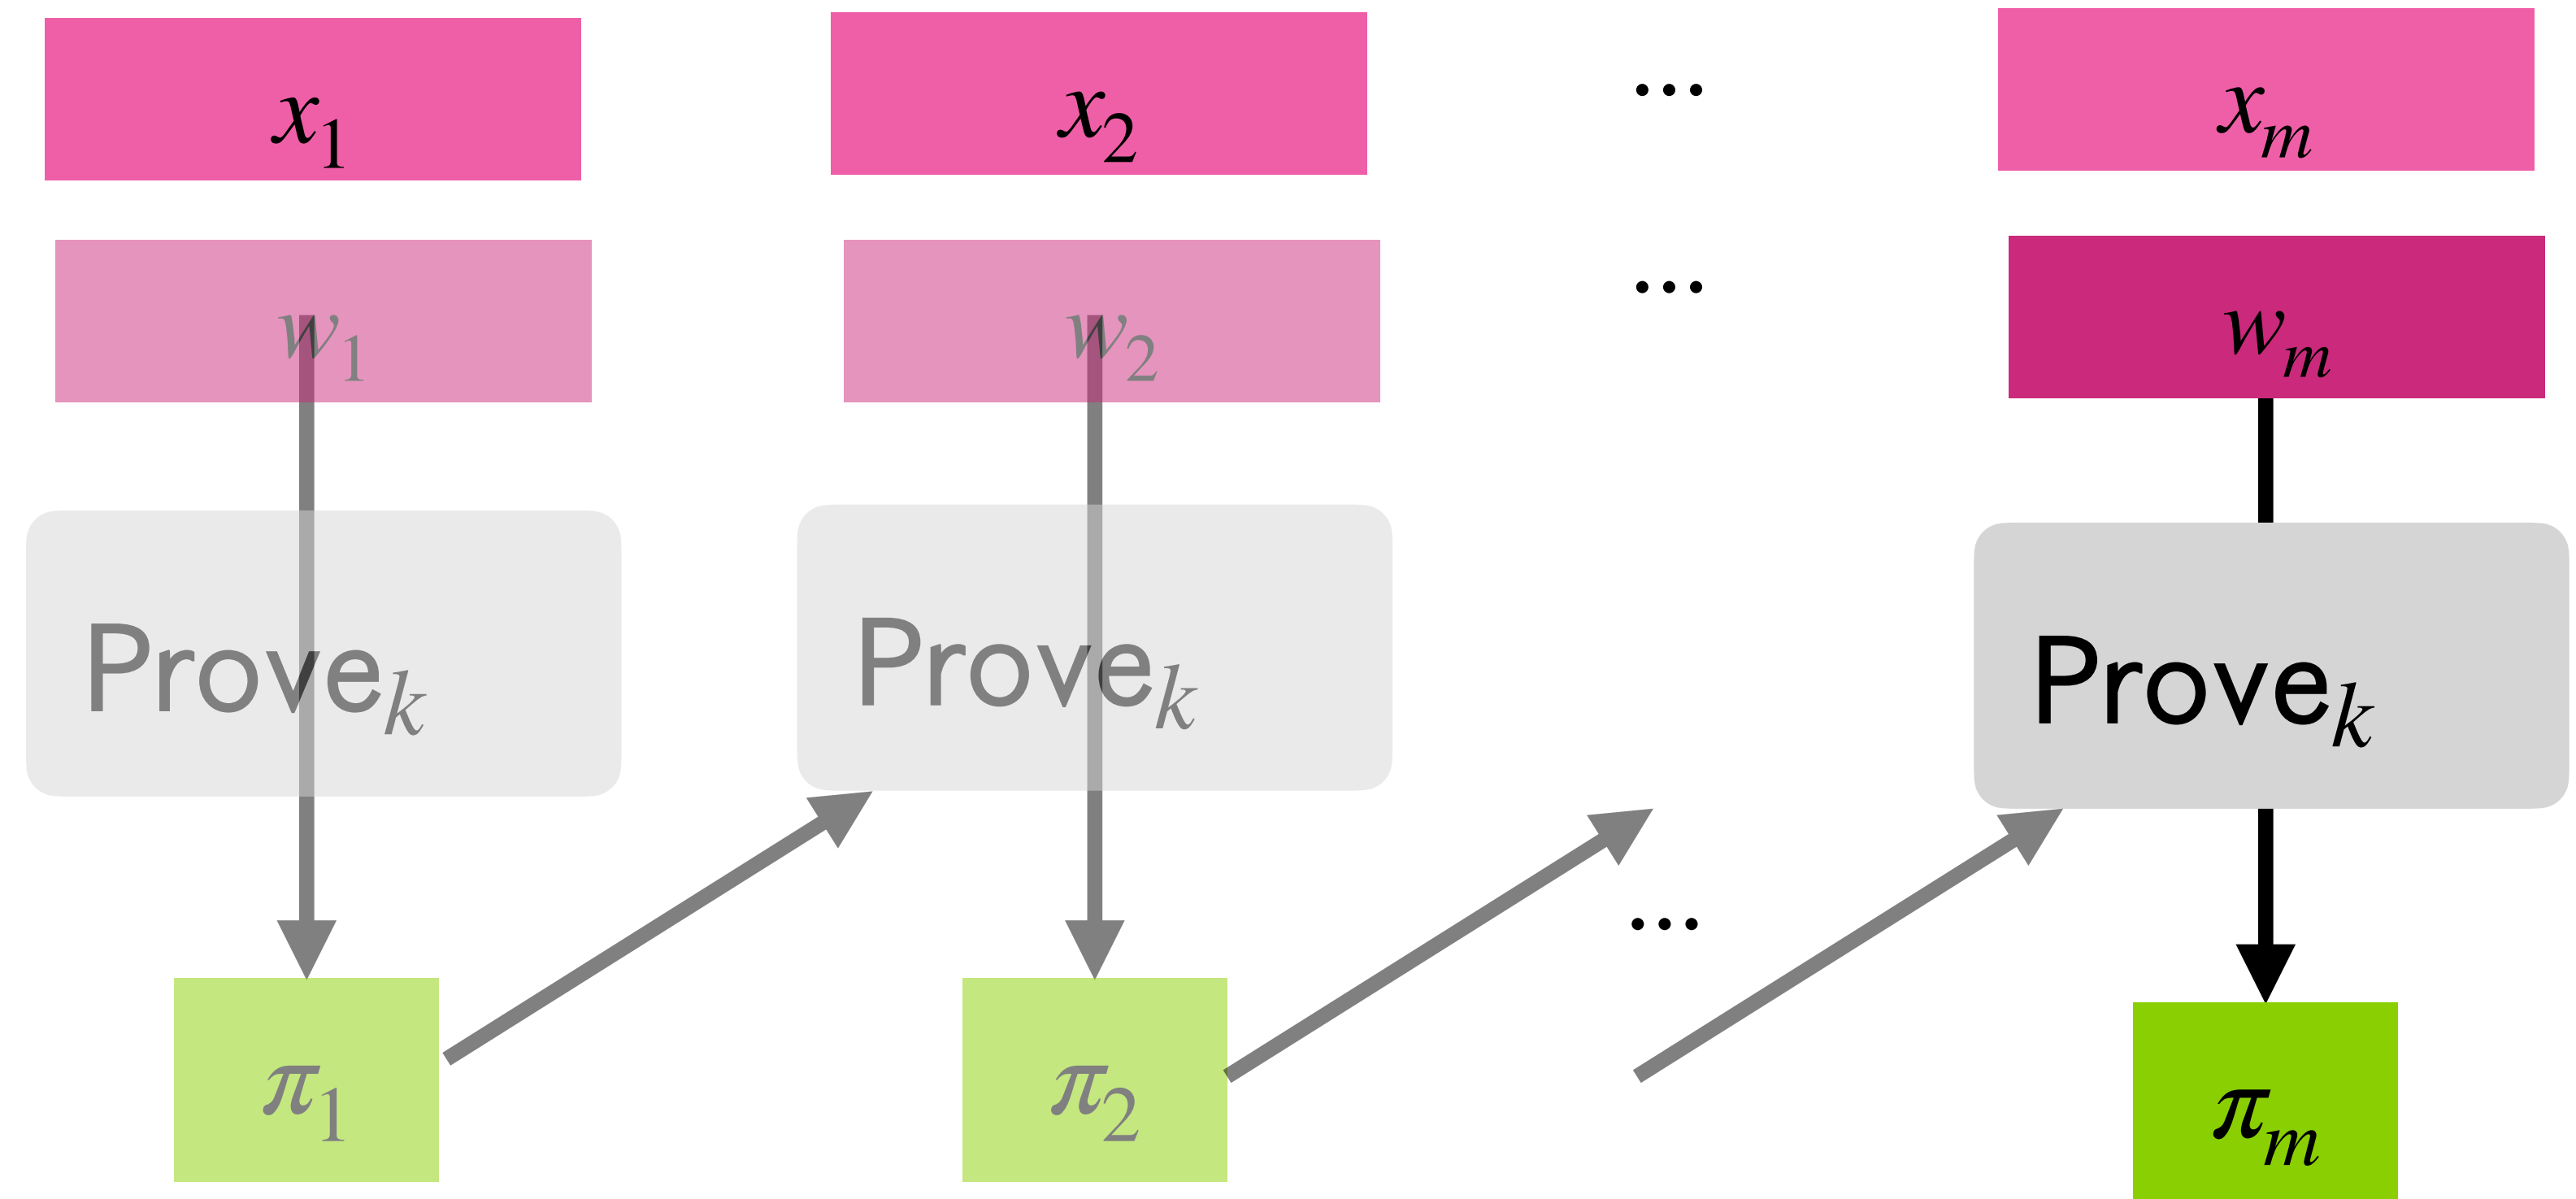 x₁ x₂ ... xₘ
w₁ w₂ ... wₘ
Proveₖ Proveₖ Proveₖ
...
π₁ π₂ πₘ